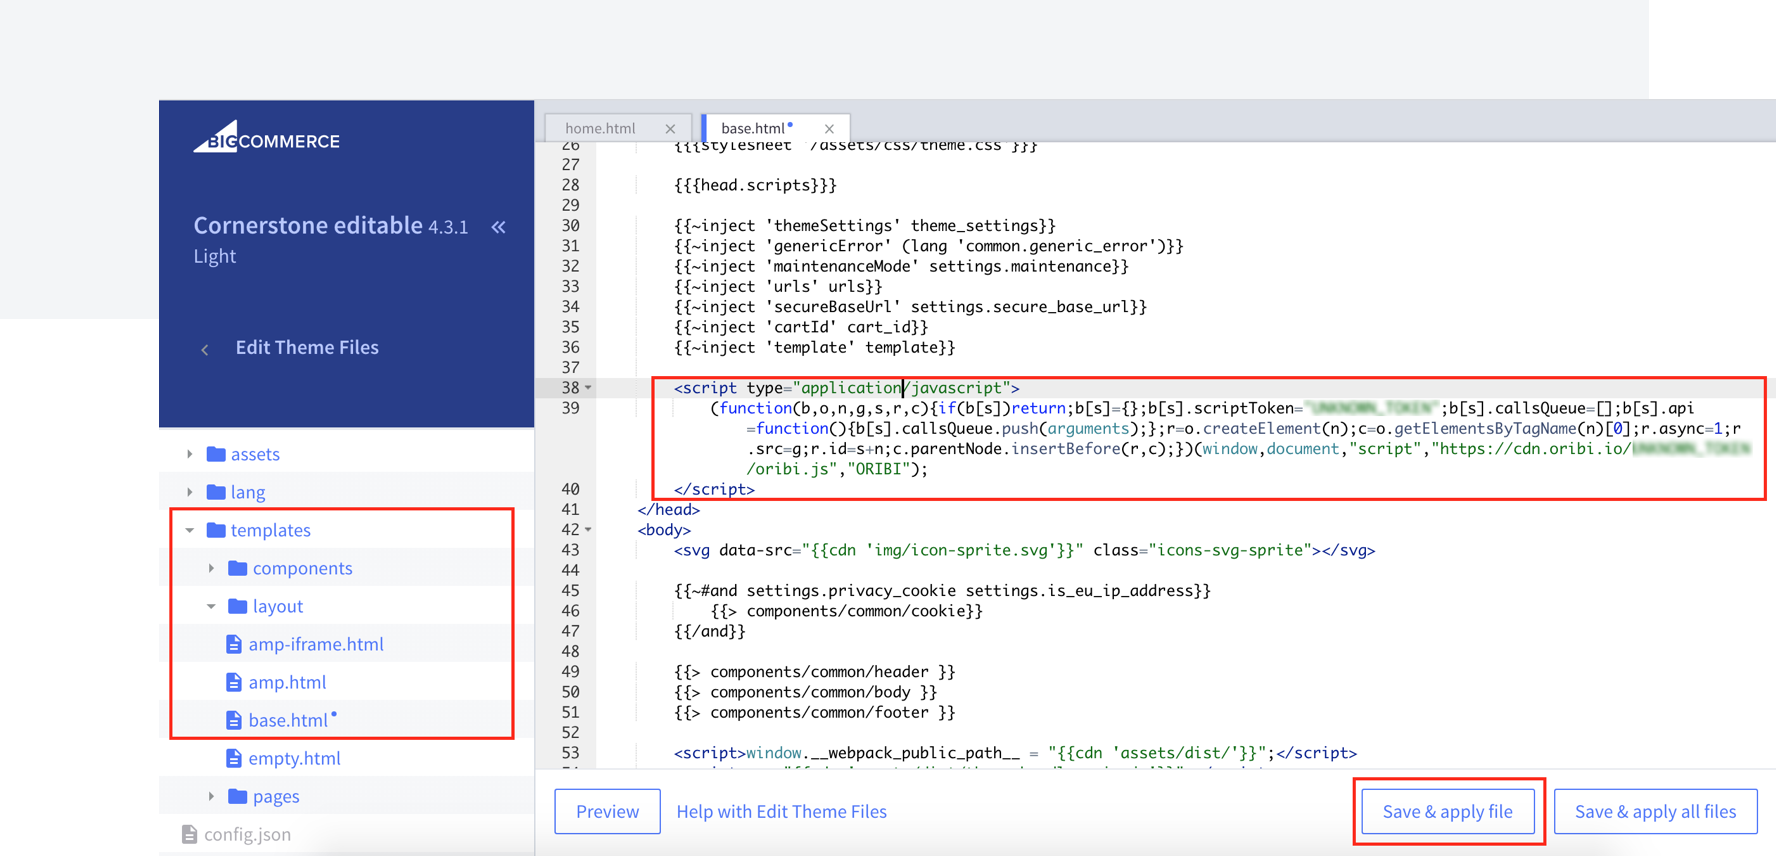 BIGCOMMERCE
Cornerstone editable 4.3.1 «
Light
Edit Theme Files
assets
lang
templates
components
layout
amp-iframe.html
amp.html
base.html
empty.html
pages
config.json
home.html
base.html
26 {{{stylesheet '/assets/css/theme.css'}}}
27
28 {{{head.scripts}}}
29
30 {{~inject 'themeSettings' theme_settings}}
31 {{~inject 'genericError' (lang 'common.generic_error')}}
32 {{~inject 'maintenanceMode' settings.maintenance}}
33 {{~inject 'urls' urls}}
34 {{~inject 'secureBaseUrl' settings.secure_base_url}}
35 {{~inject 'cartId' cart_id}}
36 {{~inject 'template' template}}
37
38 <script type="application/javascript">
39 (function(b,o,n,g,s,r,c){if(b[s])return;b[s]={};b[s].scriptToken="";b[s].callsQueue=[];b[s].api
=function(){b[s].callsQueue.push(arguments);};r=o.createElement(n);c=o.getElementsByTagName(n)[0];r.async=1;r
.src=g;r.id=s+n;c.parentNode.insertBefore(r,c);})(window,document,"script","https://cdn.oribi.io/
/oribi.js","ORIBI");
40 </script>
41 </head>
42 <body>
43 <svg data-src="{{cdn 'img/icon-sprite.svg'}}" class="icons-svg-sprite"></svg>
44
45 {{~#and settings.privacy_cookie settings.is_eu_ip_address}}
46 {{> components/common/cookie}}
47 {{/and}}
48
49 {{> components/common/header }}
50 {{> components/common/body }}
51 {{> components/common/footer }}
52
53 <script>window.__webpack_public_path__ = "{{cdn 'assets/dist/'}}";</script>
Preview
Help with Edit Theme Files
Save & apply file
Save & apply all files